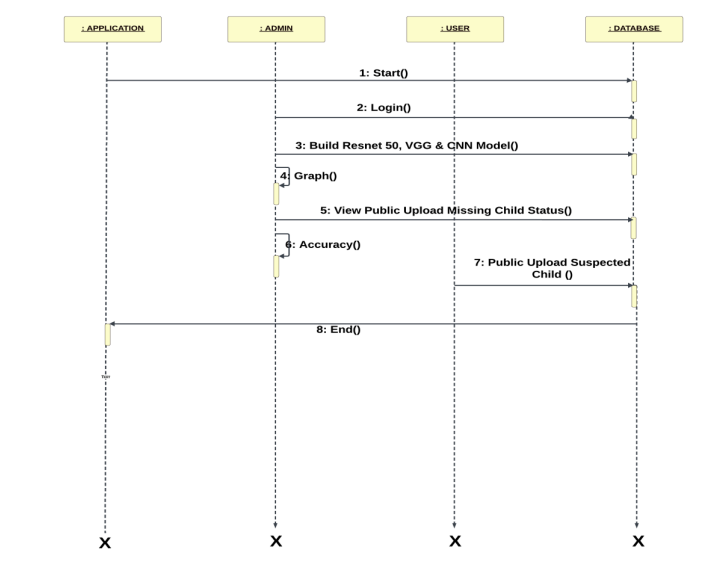 : APPLICATION
: ADMIN
: USER
: DATABASE
1: Start()
2: Login()
3: Build Resnet 50, VGG & CNN Model()
4: Graph()
5: View Public Upload Missing Child Status()
6: Accuracy()
7: Public Upload Suspected
Child ()
8: End()
Text
X
X
X
X